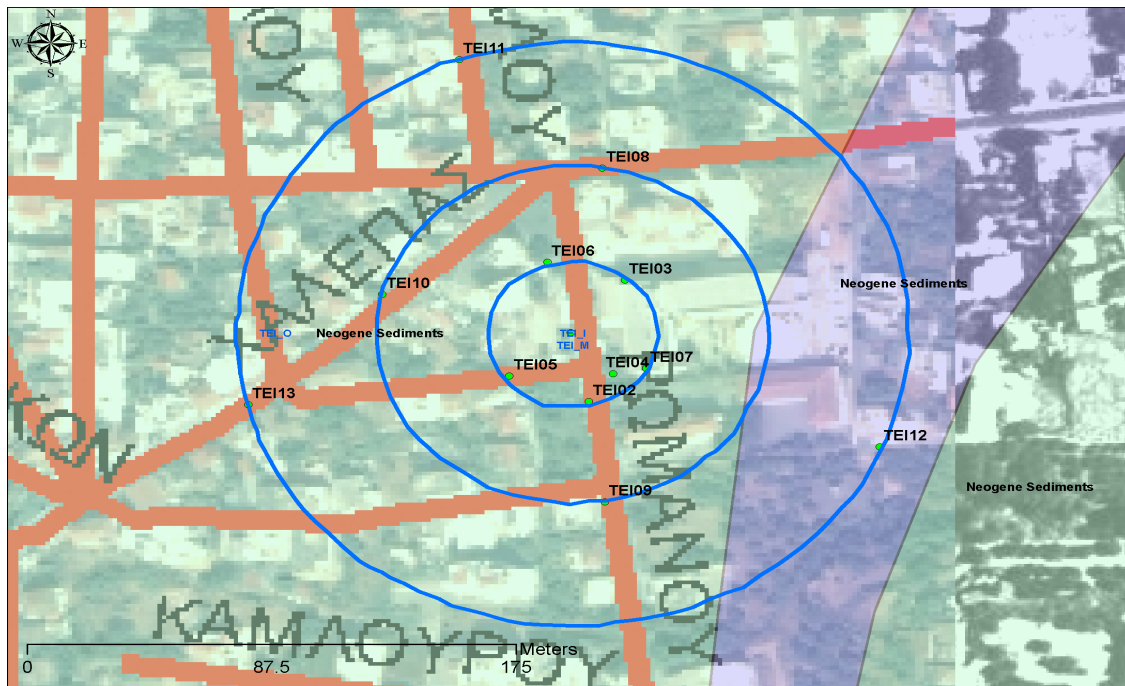 N
W E
S
ΟΥ
TEI11
TEI08
TEI06
TEI03
TEI10
Neogene Sediments
TEI_O
Neogene Sediments
TEI_I
TEI_M
TEI05
TEI04
TEI07
TEI13
TEI02
TEI12
TEI09
Neogene Sediments
Meters
0 87.5 175